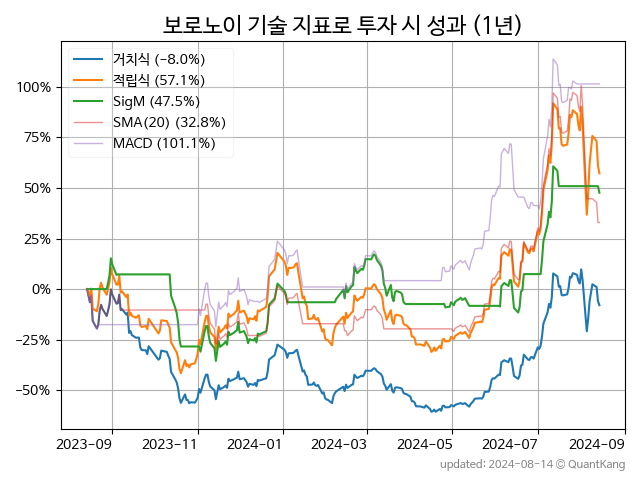 보로노이 기술 지표로 투자 시 성과 (1년)
거치식 (-8.0%)
적립식 (57.1%)
SigM (47.5%)
SMA(20) (32.8%)
MACD (101.1%)
100%
75%
50%
25%
0%
−25%
−50%
2023-09 2023-11 2024-01 2024-03 2024-05 2024-07 2024-09
updated: 2024-08-14 © QuantKang